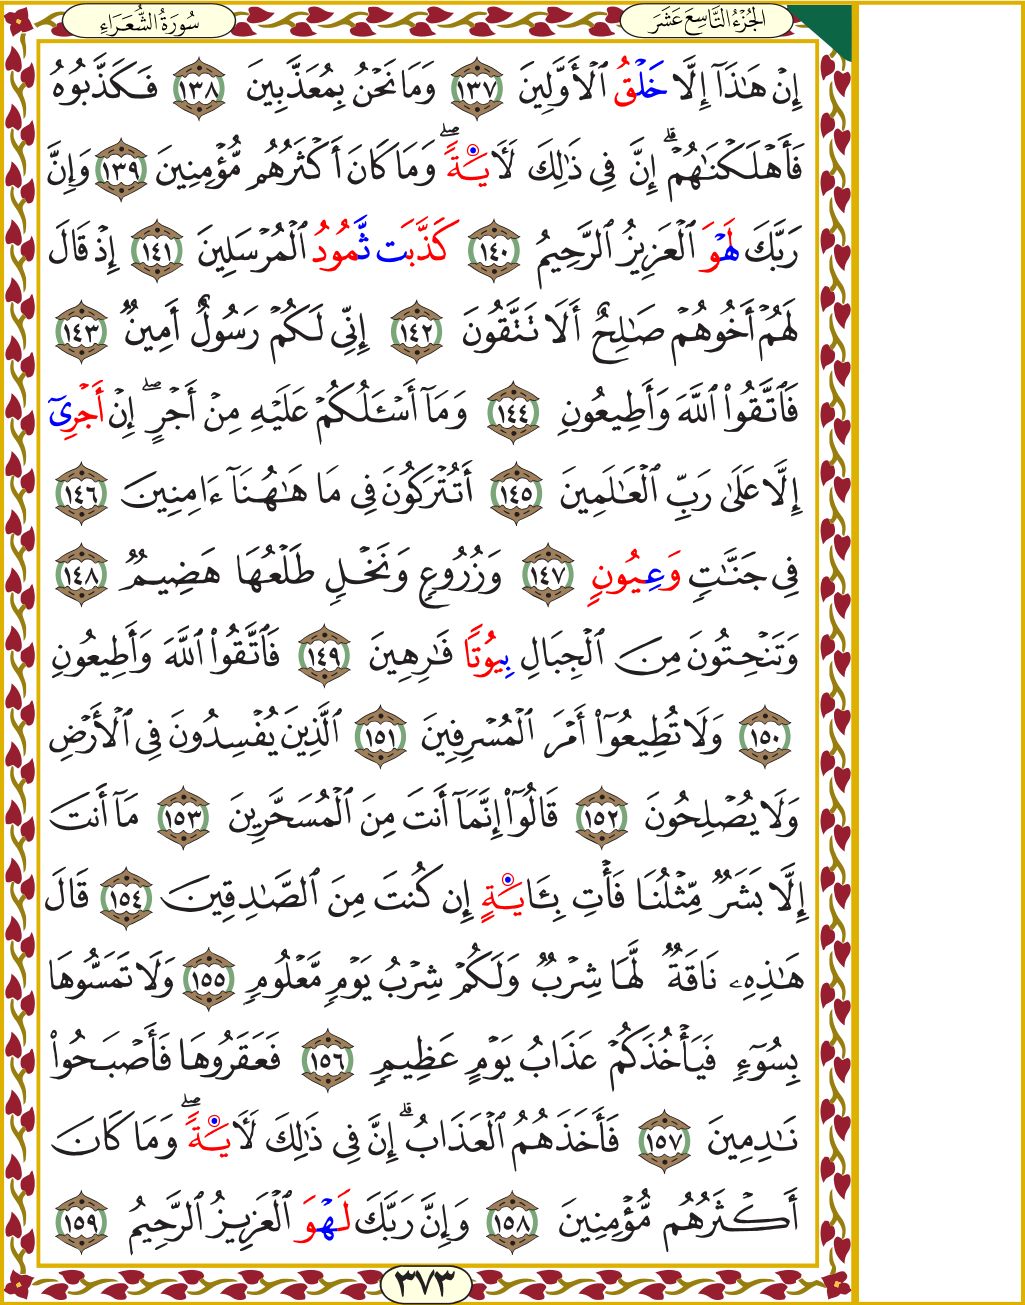 الجُزْءُ التَّاسِعَ عَشَرَ
سُورَةُ الشُّعَرَاءِ
إِنْ هَٰذَآ إِلَّا خَلْقُ ٱلْأَوَّلِينَ ١٣٧ وَمَا نَحْنُ بِمُعَذَّبِينَ ١٣٨ فَكَذَّبُوهُ
فَأَهْلَكْنَٰهُمْ ۗ إِنَّ فِي ذَٰلِكَ لَأٓيَةً ۖ وَمَا كَانَ أَكْثَرُهُم مُّؤْمِنِينَ ١٣٩ وَإِنَّ
رَبَّكَ لَهْوَ ٱلْعَزِيزُ ٱلرَّحِيمُ ١٤٠ كَذَّبَت ثَّمُودُ ٱلْمُرْسَلِينَ ١٤١ إِذْ قَالَ
لَهُمْ أَخُوهُمْ صَٰلِحٌ أَلَا تَتَّقُونَ ١٤٢ إِنِّي لَكُمْ رَسُولٌ أَمِينٌ ١٤٣
فَٱتَّقُوا۟ ٱللَّهَ وَأَطِيعُونِ ١٤٤ وَمَآ أَسْـَٔلُكُمْ عَلَيْهِ مِنْ أَجْرٍ ۖ إِنْ أَجْرِيٓ
إِلَّا عَلَىٰ رَبِّ ٱلْعَٰلَمِينَ ١٤٥ أَتُتْرَكُونَ فِي مَا هَٰهُنَآ ءَامِنِينَ ١٤٦
فِي جَنَّٰتٍ وَعِيُونٍ ١٤٧ وَزُرُوعٍ وَنَخْلٍ طَلْعُهَا هَضِيمٌ ١٤٨
وَتَنْحِتُونَ مِنَ ٱلْجِبَالِ بِيُوتًا فَٰرِهِينَ ١٤٩ فَٱتَّقُوا۟ ٱللَّهَ وَأَطِيعُونِ
١٥٠ وَلَا تُطِيعُوٓا۟ أَمْرَ ٱلْمُسْرِفِينَ ١٥١ ٱلَّذِينَ يُفْسِدُونَ فِي ٱلْأَرْضِ
وَلَا يُصْلِحُونَ ١٥٢ قَالُوٓا۟ إِنَّمَآ أَنتَ مِنَ ٱلْمُسَحَّرِينَ ١٥٣ مَآ أَنتَ
إِلَّا بَشَرٌ مِّثْلُنَا فَأْتِ بِـَٔايَةٍ إِن كُنتَ مِنَ ٱلصَّٰدِقِينَ ١٥٤ قَالَ
هَٰذِهِۦ نَاقَةٌ لَّهَا شِرْبٌ وَلَكُمْ شِرْبُ يَوْمٍ مَّعْلُومٍ ١٥٥ وَلَا تَمَسُّوهَا
بِسُوٓءٍ فَيَأْخُذَكُمْ عَذَابُ يَوْمٍ عَظِيمٍ ١٥٦ فَعَقَرُوهَا فَأَصْبَحُوا۟
نَٰدِمِينَ ١٥٧ فَأَخَذَهُمُ ٱلْعَذَابُ ۗ إِنَّ فِي ذَٰلِكَ لَأٓيَةً ۖ وَمَا كَانَ
أَكْثَرُهُم مُّؤْمِنِينَ ١٥٨ وَإِنَّ رَبَّكَ لَهْوَ ٱلْعَزِيزُ ٱلرَّحِيمُ ١٥٩
٣٧٣